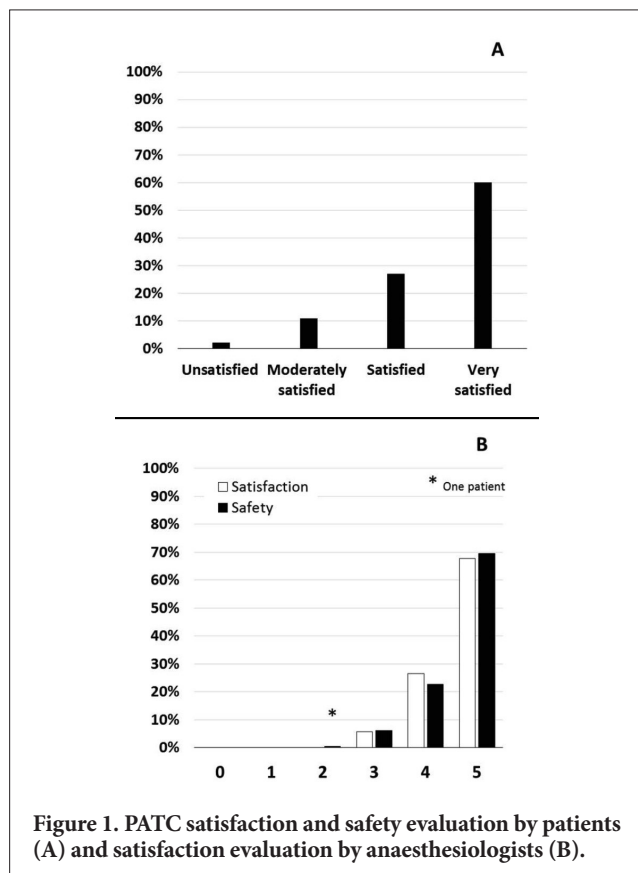 A
100%
90%
80%
70%
60%
50%
40%
30%
20%
10%
0%
Unsatisfied Moderately satisfied Satisfied Very satisfied
B
100%
90%
80%
70%
60%
50%
40%
30%
20%
10%
0%
Satisfaction
Safety
* One patient
*
0 1 2 3 4 5
Figure 1. PATC satisfaction and safety evaluation by patients
(A) and satisfaction evaluation by anaesthesiologists (B).